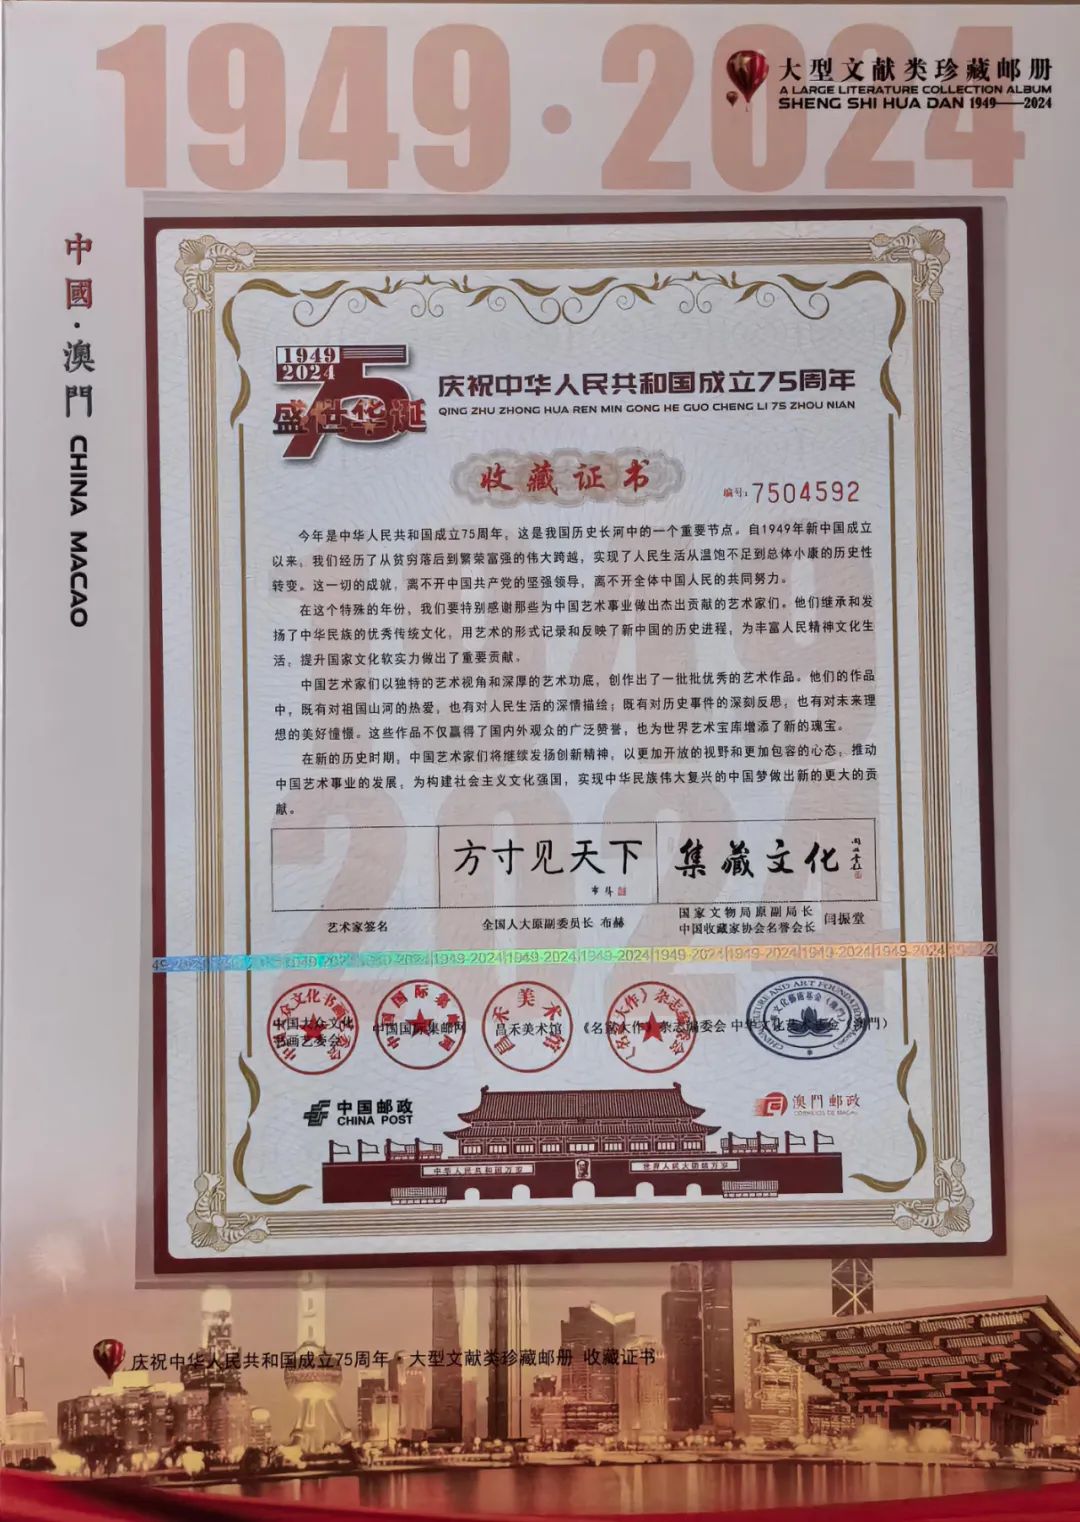 1949·2024
大型文献类珍藏邮册
A LARGE LITERATURE COLLECTION ALBUM
SHENG SHI HUA DAN 1949——2024
中國·澳門 CHINA MACAO
1949
2024
75
盛世华诞
庆祝中华人民共和国成立75周年
QING ZHU ZHONG HUA REN MIN GONG HE GUO CHENG LI 75 ZHOU NIAN
收藏证书
编号:7504592
今年是中华人民共和国成立75周年，这是我国历史长河中的一个重要节点。自1949年新中国成立
以来，我们经历了从贫穷落后到繁荣富强的伟大跨越，实现了人民生活从温饱不足到总体小康的历史性
转变。这一切的成就，离不开中国共产党的坚强领导，离不开全体中国人民的共同努力。
在这个特殊的年份，我们要特别感谢那些为中国艺术事业做出杰出贡献的艺术家们。他们继承和发
扬了中华民族的优秀传统文化，用艺术的形式记录和反映了新中国的历史进程，为丰富人民精神文化生
活，提升国家文化软实力做出了重要贡献。
中国艺术家们以独特的艺术视角和深厚的艺术功底，创作出了一批批优秀的艺术作品。他们的作品
中，既有对祖国山河的热爱，也有对人民生活的深情描绘；既有对历史事件的深刻反思，也有对未来理
想的美好憧憬。这些作品不仅赢得了国内外观众的广泛赞誉，也为世界艺术宝库增添了新的瑰宝。
在新的历史时期，中国艺术家们将继续发扬创新精神，以更加开放的视野和更加包容的心态，推动
中国艺术事业的发展，为构建社会主义文化强国，实现中华民族伟大复兴的中国梦做出新的更大的贡
献。
方寸见天下
集藏文化
艺术家签名
全国人大原副委员长 布赫
国家文物局原副局长
中国收藏家协会名誉会长 闫振堂
1949-2024 1949-2024 1949-2024 1949-2024 1949-2024 1949-2024
中国大众文化
书画艺委会
中国国际集邮网
昌禾美术馆
《名家大作》杂志编委会
中华文化艺术基金（澳門）
中国邮政
CHINA POST
澳門郵政
CORREIOS DE MACAU
中华人民共和国万岁
世界人民大团结万岁
庆祝中华人民共和国成立75周年·大型文献类珍藏邮册 收藏证书